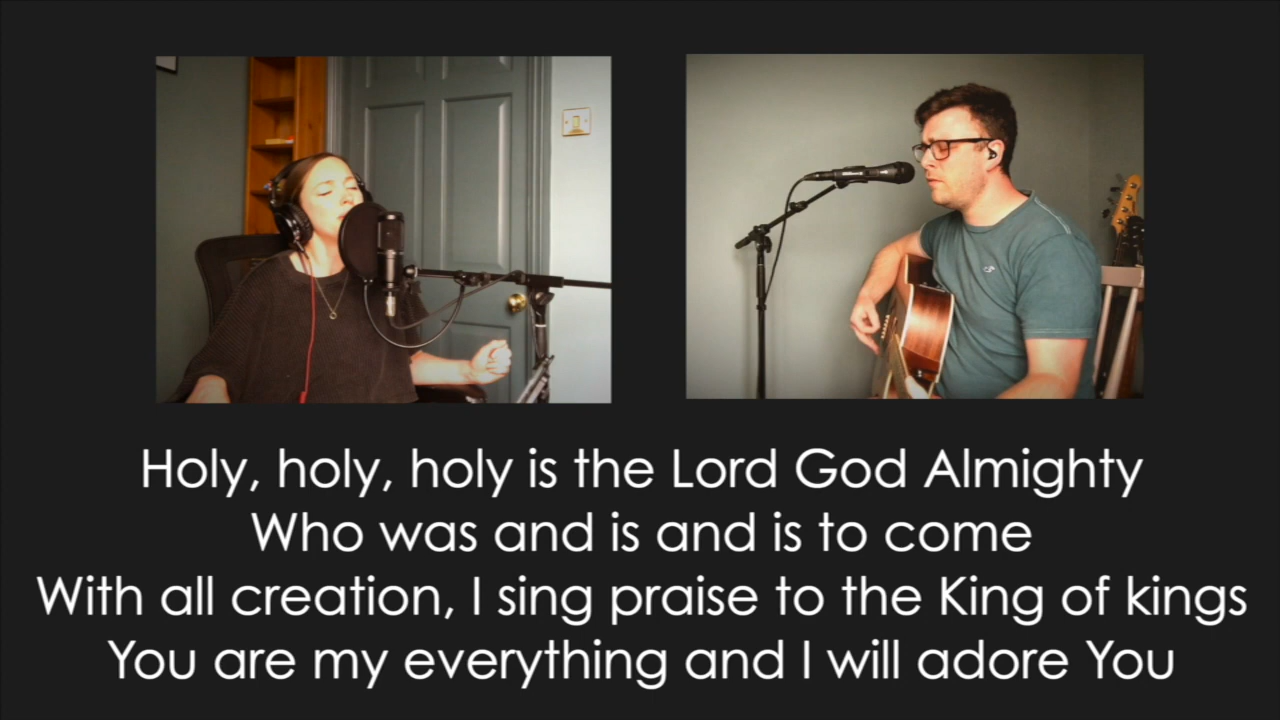 Holy, holy, holy is the Lord God Almighty
Who was and is and is to come
With all creation, I sing praise to the King of kings
You are my everything and I will adore You